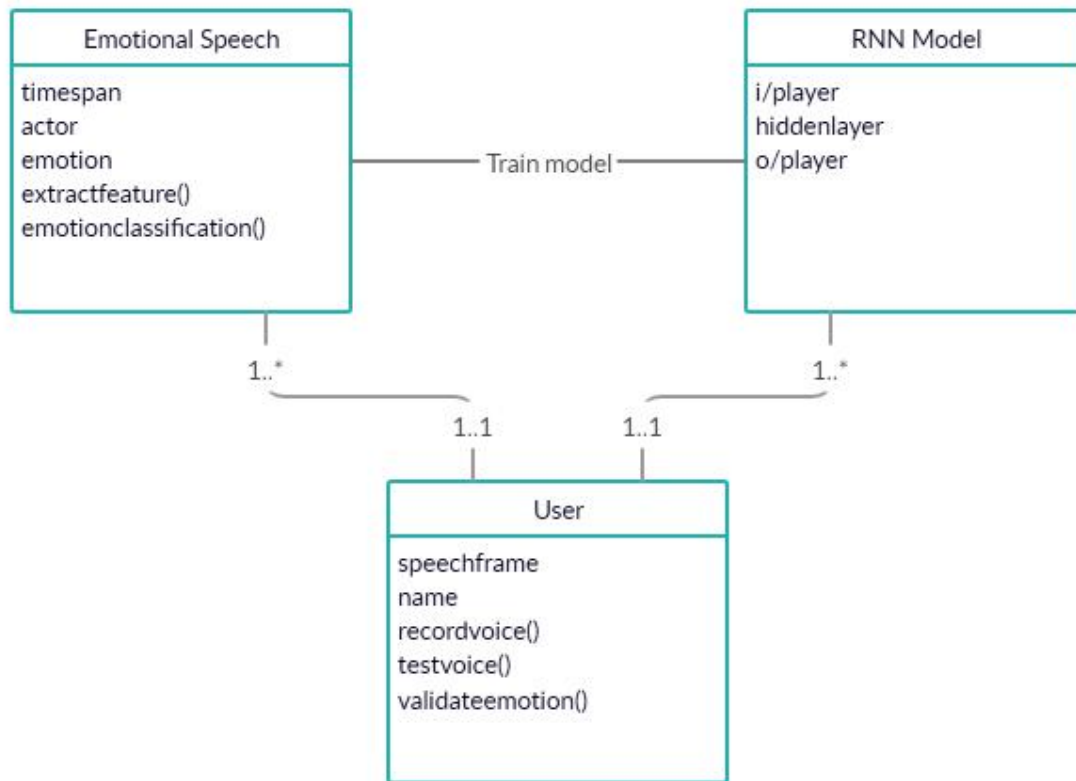 Emotional Speech
timespan
actor
emotion
extractfeature()
emotionclassification()
Train model
RNN Model
i/player
hiddenlayer
o/player
1..*
1..*
1..1
1..1
User
speechframe
name
recordvoice()
testvoice()
validateemotion()